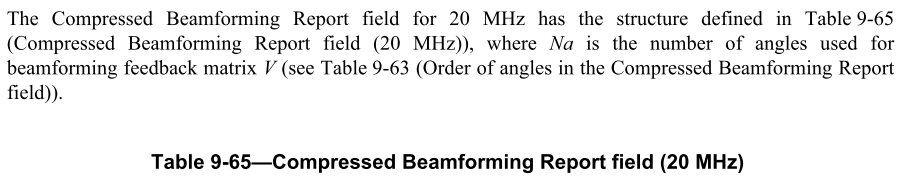 The Compressed Beamforming Report field for 20 MHz has the structure defined in Table 9-65
(Compressed Beamforming Report field (20 MHz)), where Na is the number of angles used for
beamforming feedback matrix V (see Table 9-63 (Order of angles in the Compressed Beamforming Report
field)).
Table 9-65—Compressed Beamforming Report field (20 MHz)